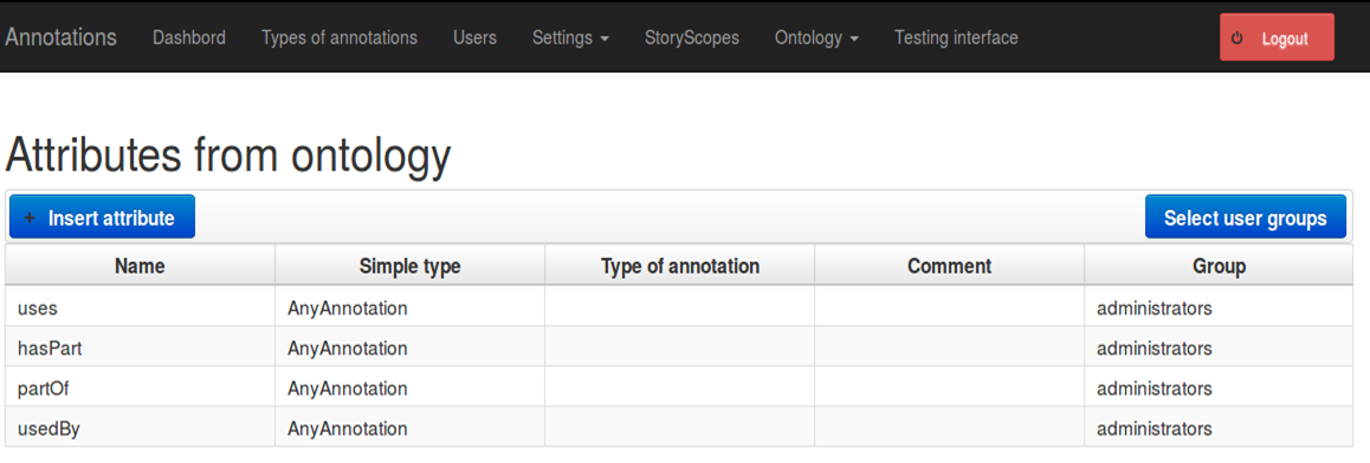 Annotations Dashbord Types of annotations Users Settings StoryScopes Ontology Testing interface Logout
Attributes from ontology
+ Insert attribute Select user groups
Name Simple type Type of annotation Comment Group
uses AnyAnnotation administrators
hasPart AnyAnnotation administrators
partOf AnyAnnotation administrators
usedBy AnyAnnotation administrators